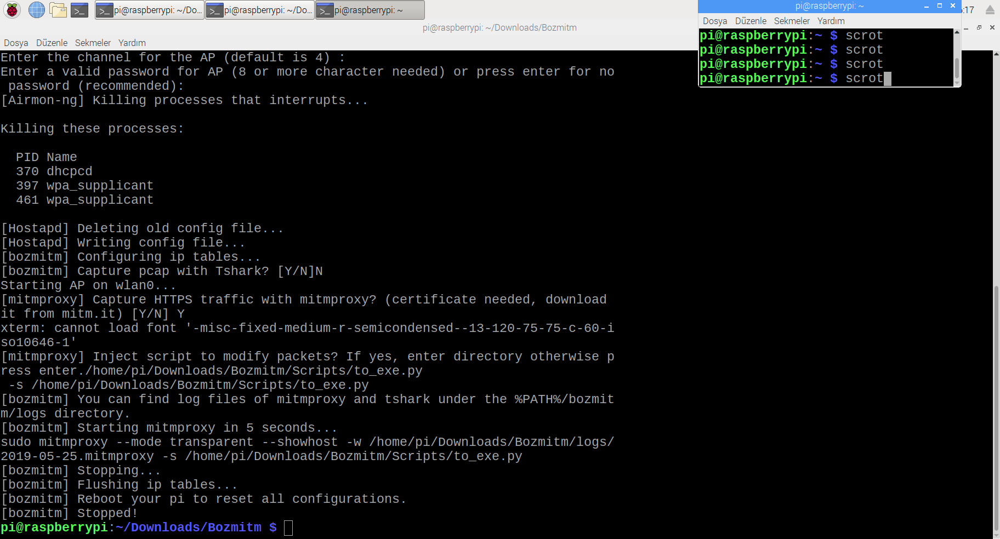 pi@raspberrypi: ~/Do...
pi@raspberrypi: ~/Do...
pi@raspberrypi: ~
:17
pi@raspberrypi: ~/Downloads/Bozmitm
Dosya Düzenle Sekmeler Yardım
Enter the channel for the AP (default is 4) :
Enter a valid password for AP (8 or more character needed) or press enter for no
 password (recommended):
[Airmon-ng] Killing processes that interrupts...
Killing these processes:
PID Name
370 dhcpcd
397 wpa_supplicant
461 wpa_supplicant
[Hostapd] Deleting old config file...
[Hostapd] Writing config file...
[bozmitm] Configuring ip tables...
[bozmitm] Capture pcap with Tshark? [Y/N]N
Starting AP on wlan0...
[mitmproxy] Capture HTTPS traffic with mitmproxy? (certificate needed, download
it from mitm.it) [Y/N] Y
xterm: cannot load font '-misc-fixed-medium-r-semicondensed--13-120-75-75-c-60-i
so10646-1'
[mitmproxy] Inject script to modify packets? If yes, enter directory otherwise p
ress enter./home/pi/Downloads/Bozmitm/Scripts/to_exe.py
 -s /home/pi/Downloads/Bozmitm/Scripts/to_exe.py
[bozmitm] You can find log files of mitmproxy and tshark under the %PATH%/bozmit
m/logs directory.
[bozmitm] Starting mitmproxy in 5 seconds...
sudo mitmproxy --mode transparent --showhost -w /home/pi/Downloads/Bozmitm/logs/
2019-05-25.mitmproxy -s /home/pi/Downloads/Bozmitm/Scripts/to_exe.py
[bozmitm] Stopping...
[bozmitm] Flushing ip tables...
[bozmitm] Reboot your pi to reset all configurations.
[bozmitm] Stopped!
pi@raspberrypi:~/Downloads/Bozmitm $
pi@raspberrypi: ~
Dosya Düzenle Sekmeler Yardım
pi@raspberrypi:~ $ scrot
pi@raspberrypi:~ $ scrot
pi@raspberrypi:~ $ scrot
pi@raspberrypi:~ $ scrot